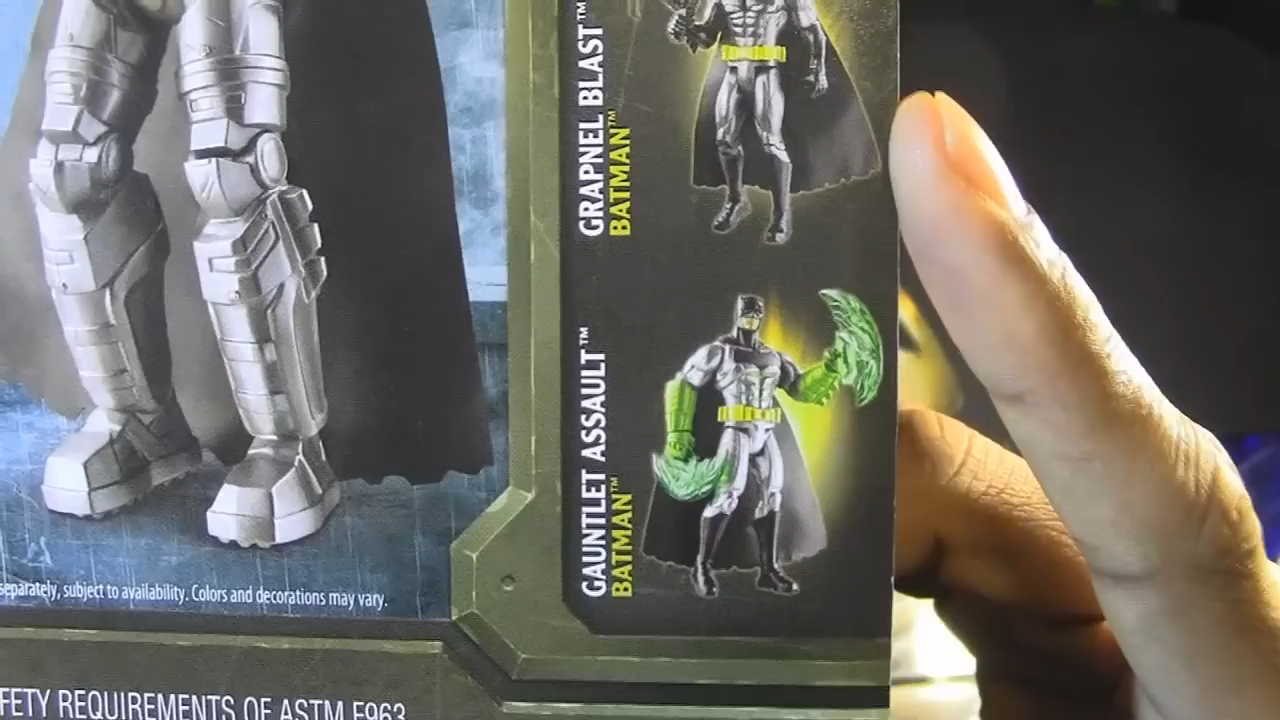 GRAPNEL BLAST™
BATMAN™
GAUNTLET ASSAULT™
BATMAN™
separately, subject to availability. Colors and decorations may vary.
FETY REQUIREMENTS OF ASTM F963